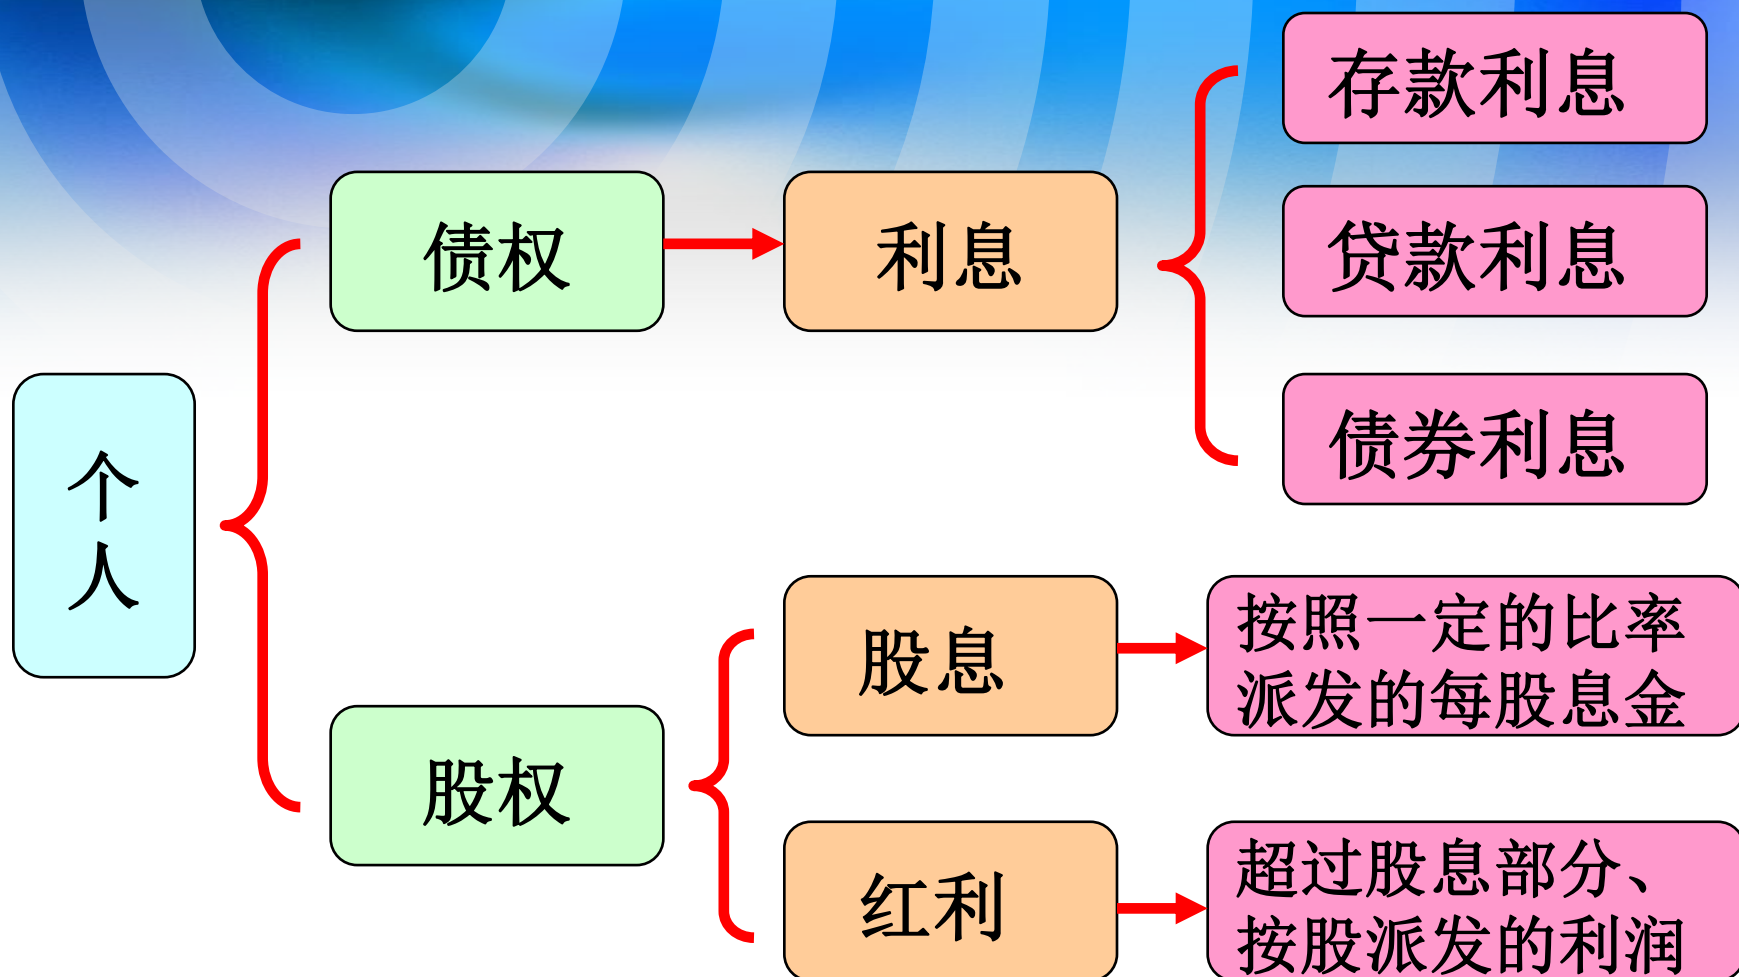 个
人
债权
利息
存款利息
贷款利息
债券利息
股权
股息
按照一定的比率
派发的每股息金
红利
超过股息部分、
按股派发的利润